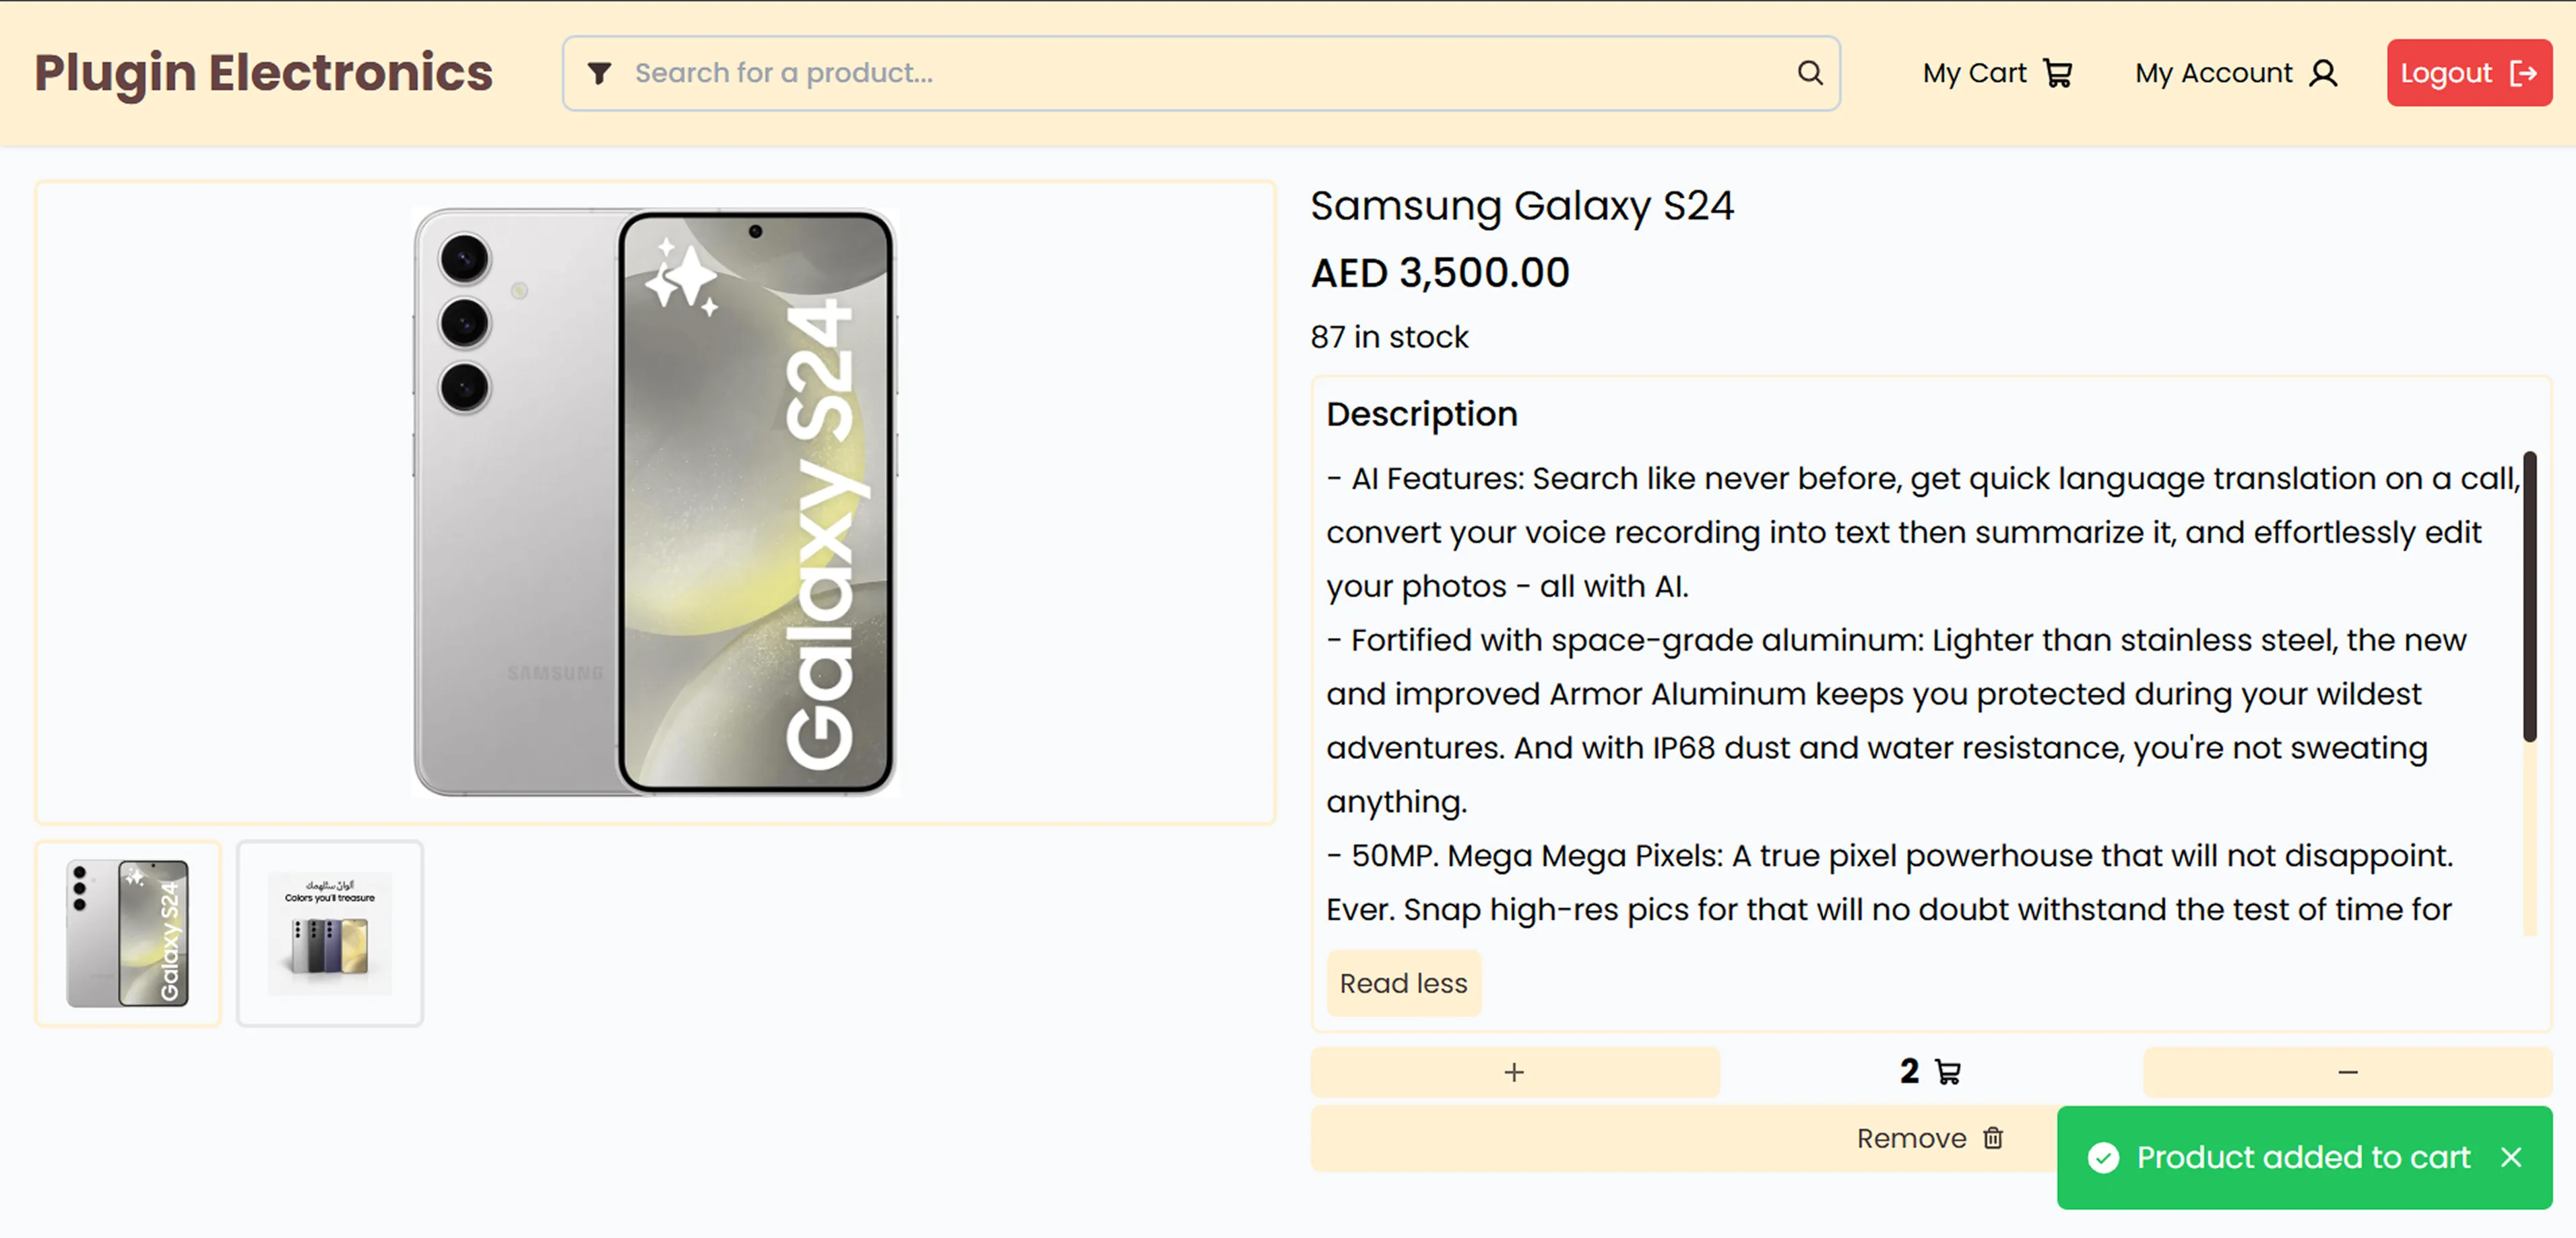 Plugin Electronics
Search for a product...
My Cart
My Account
Logout
Galaxy S24
SAMSUNG
Galaxy S24
ألوان ستلهمك
Colors you'll treasure
Samsung Galaxy S24
AED 3,500.00
87 in stock
Description
- AI Features: Search like never before, get quick language translation on a call,
convert your voice recording into text then summarize it, and effortlessly edit
your photos - all with AI.
- Fortified with space-grade aluminum: Lighter than stainless steel, the new
and improved Armor Aluminum keeps you protected during your wildest
adventures. And with IP68 dust and water resistance, you're not sweating
anything.
- 50MP. Mega Mega Pixels: A true pixel powerhouse that will not disappoint.
Ever. Snap high-res pics for that will no doubt withstand the test of time for
Read less
+
2
−
Remove
Product added to cart